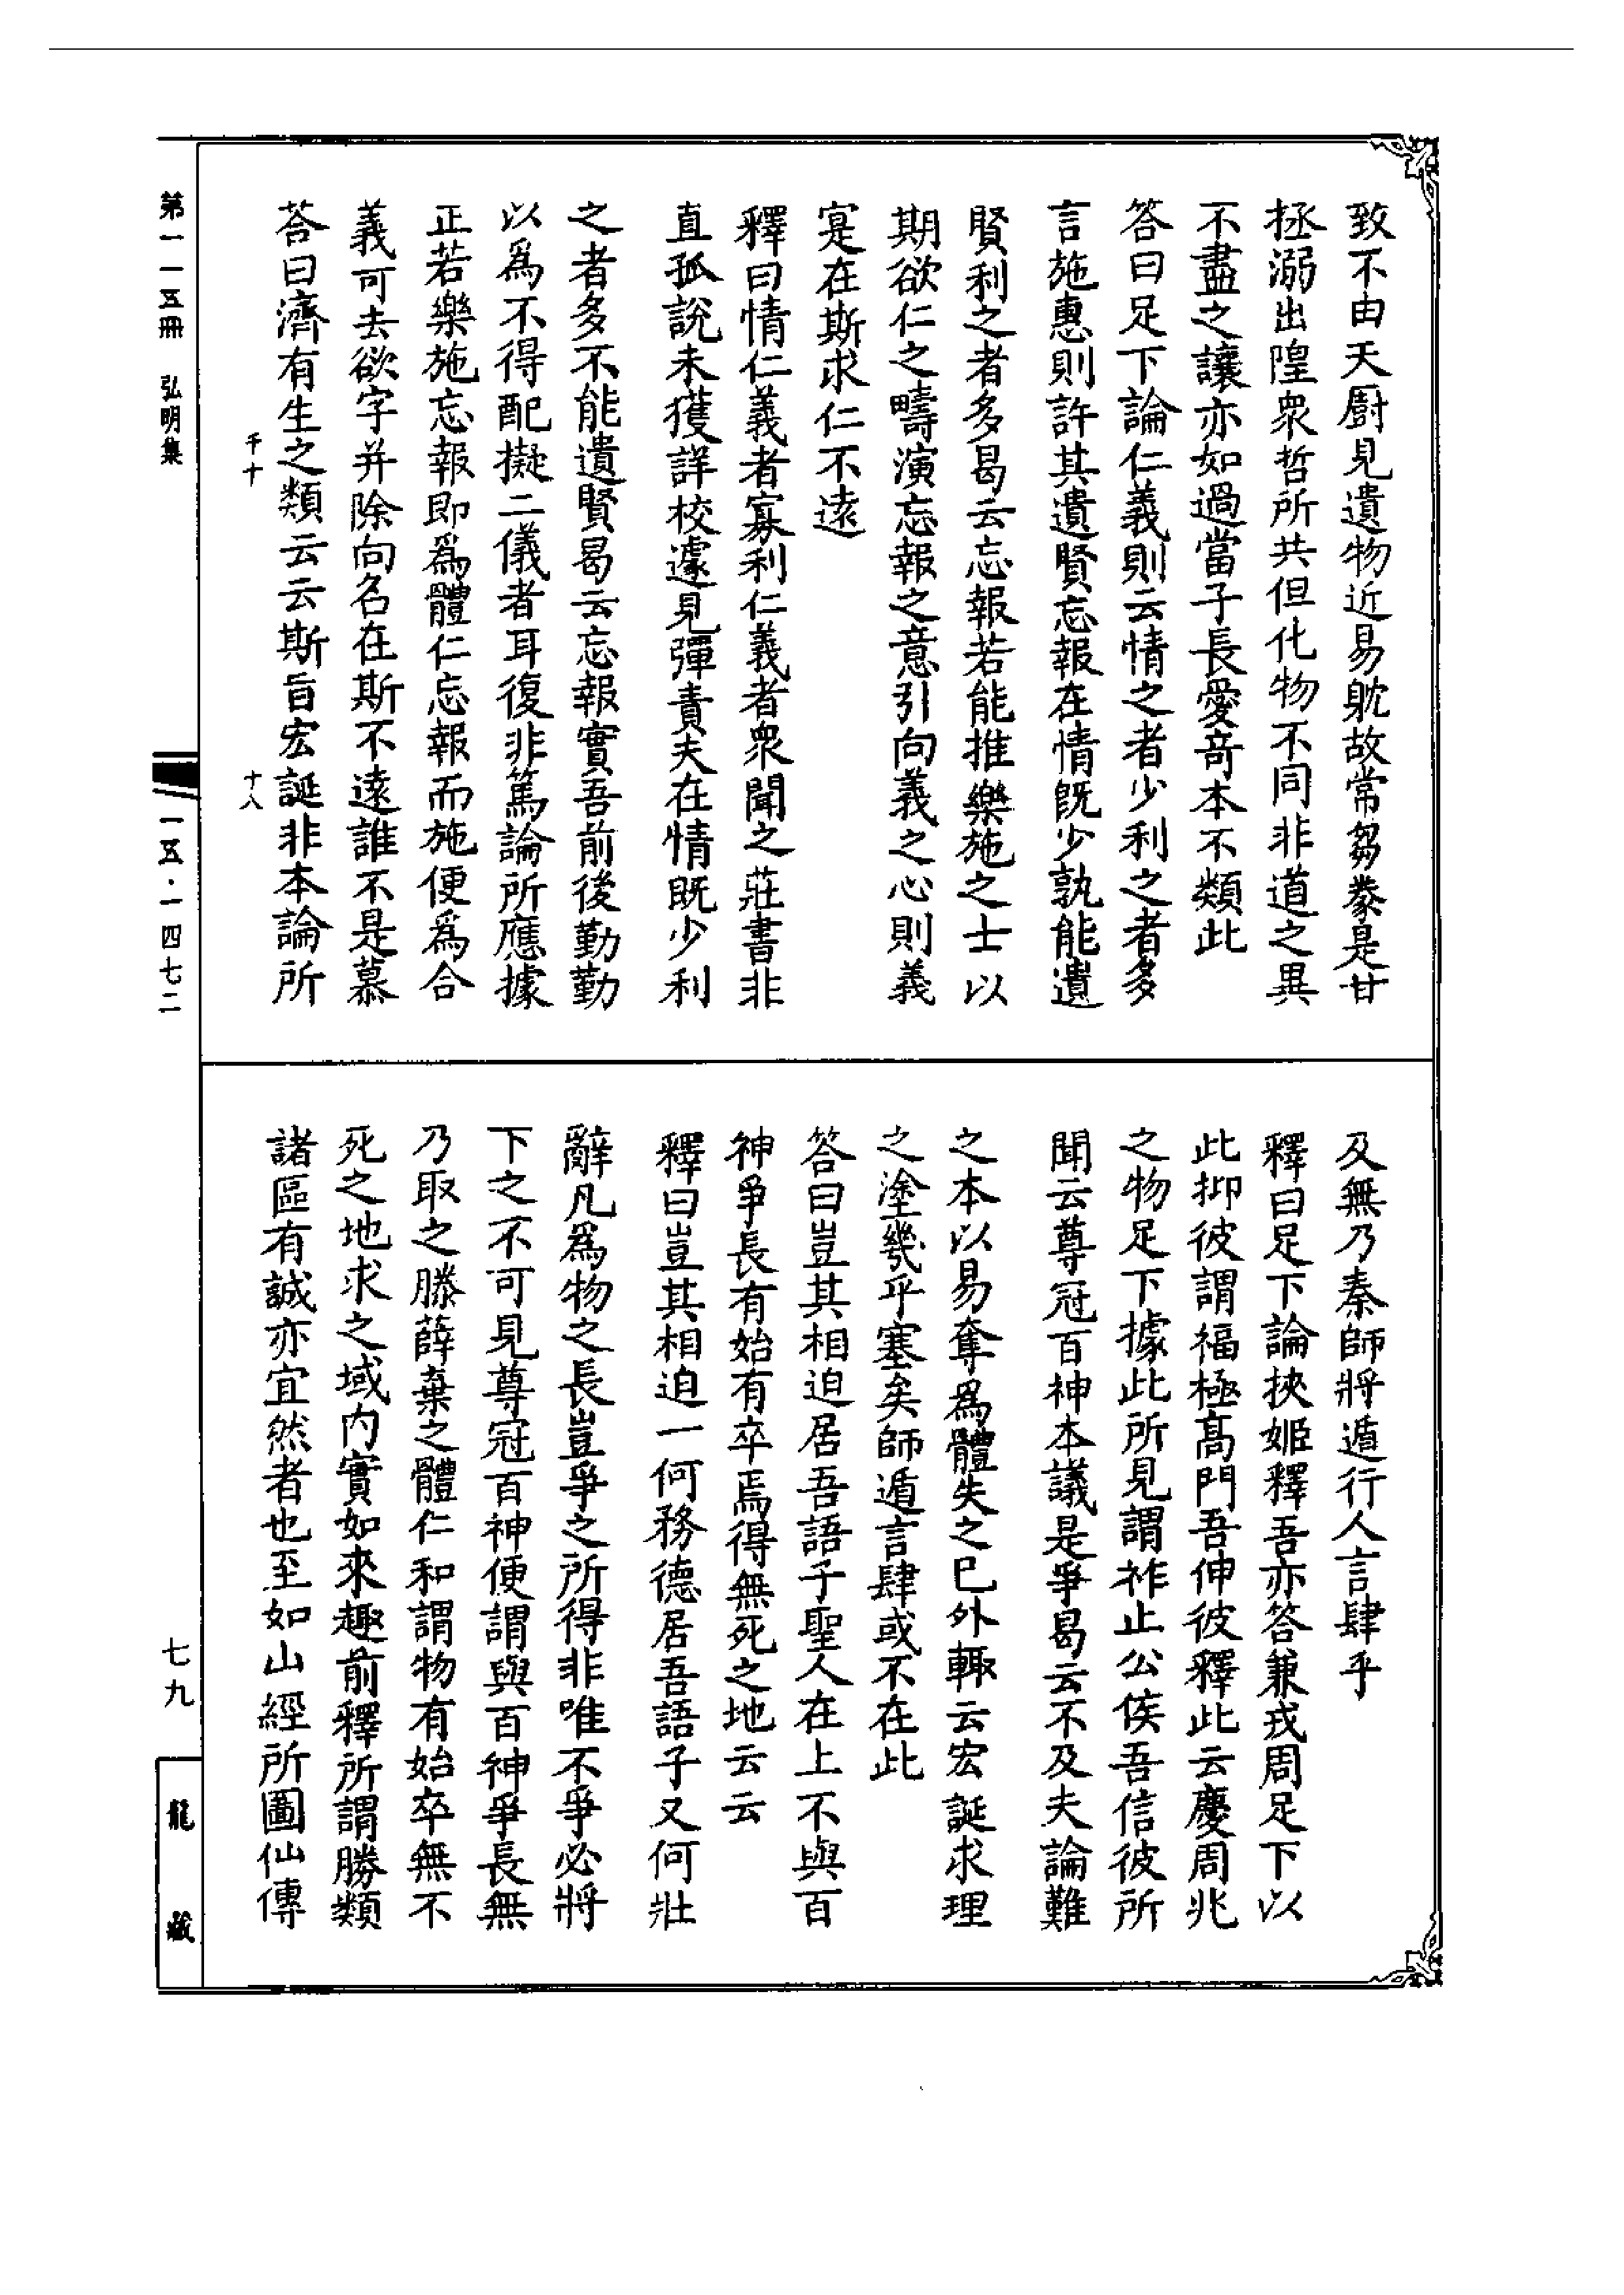 致不由天厨見遺物近易躭故常芻豢是甘
拯溺出隍衆哲所共但化物不同非道之異
不盡之讓亦如過當子長愛竒本不類此
答曰足下論仁義則云情之者少利之者多
言施惠則許其遺賢忘報在情既少孰能遺
賢利之者多曷云忘報若能推樂施之士以
期欲仁之疇演忘報之意引向義之心則義
寔在斯求仁不遠
釋曰情仁義者寡利仁義者衆聞之莊書非
直孤說未獲詳校遽見彈責夫在情既少利
之者多不能遺賢曷云忘報實吾前後勤勤
以爲不得配擬二儀者耳復非篤論所應據
正若樂施忘報即爲體仁忘報而施便爲合
義可去欲字并除向名在斯不遠誰不是慕
荅曰濟有生之類云云斯旨宏誕非本論所
千十
十八
及無乃秦師將遁行人言肆乎
釋曰足下論挾姬釋吾亦答兼戎周足下以
此抑彼謂福極髙門吾伸彼釋此云慶周兆
之物足下據此所見謂祚止公侯吾信彼所
聞云尊冠百神本議是爭曷云不及夫論難
之本以易奪爲體失之巳外輙云宏誕求理
之塗幾乎塞矣師遁言肆或不在此
答曰豈其相迫居吾語子聖人在上不與百
神爭長有始有卒焉得無死之地云云
釋曰豈其相迫一何務德居吾語子又何壯
辭凡爲物之長豈爭之所得非唯不爭必將
下之不可見尊冠百神便謂與百神爭長無
乃取之滕薛棄之體仁和謂物有始卒無不
死之地求之域内實如來趣前釋所謂勝類
諸區有誠亦宜然者也至如山經所圖仙傳
第一一五冊　弘明集
一五·一四七二
七九
龍藏